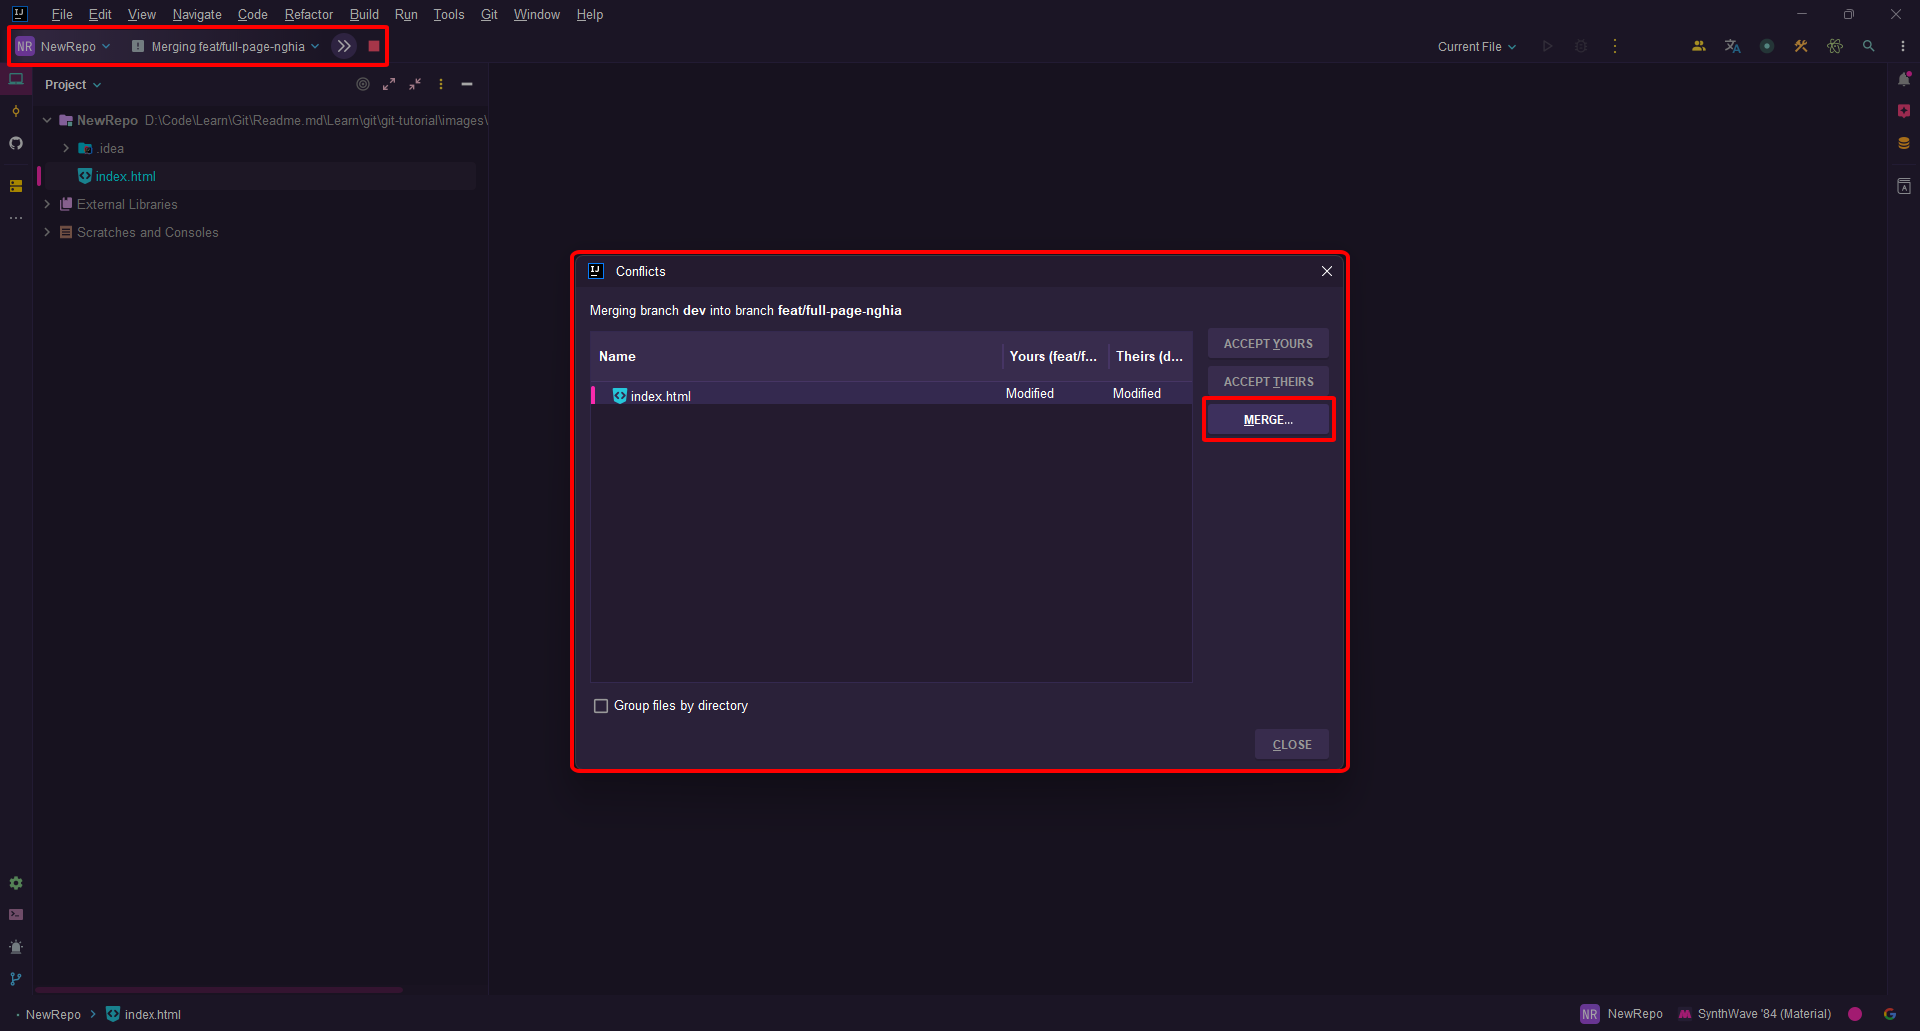 File Edit View Navigate Code Refactor Build Run Tools Git Window Help
NR NewRepo Merging feat/full-page-nghia Current File
Project
NewRepo D:\Code\Learn\Git\Readme.md\Learn\git\git-tutorial\images\
.idea
index.html
External Libraries
Scratches and Consoles
IJ Conflicts
Merging branch dev into branch feat/full-page-nghia
Name Yours (feat/f... Theirs (d...
index.html Modified Modified
ACCEPT YOURS
ACCEPT THEIRS
MERGE...
Group files by directory
CLOSE
NewRepo index.html NR NewRepo SynthWave '84 (Material)